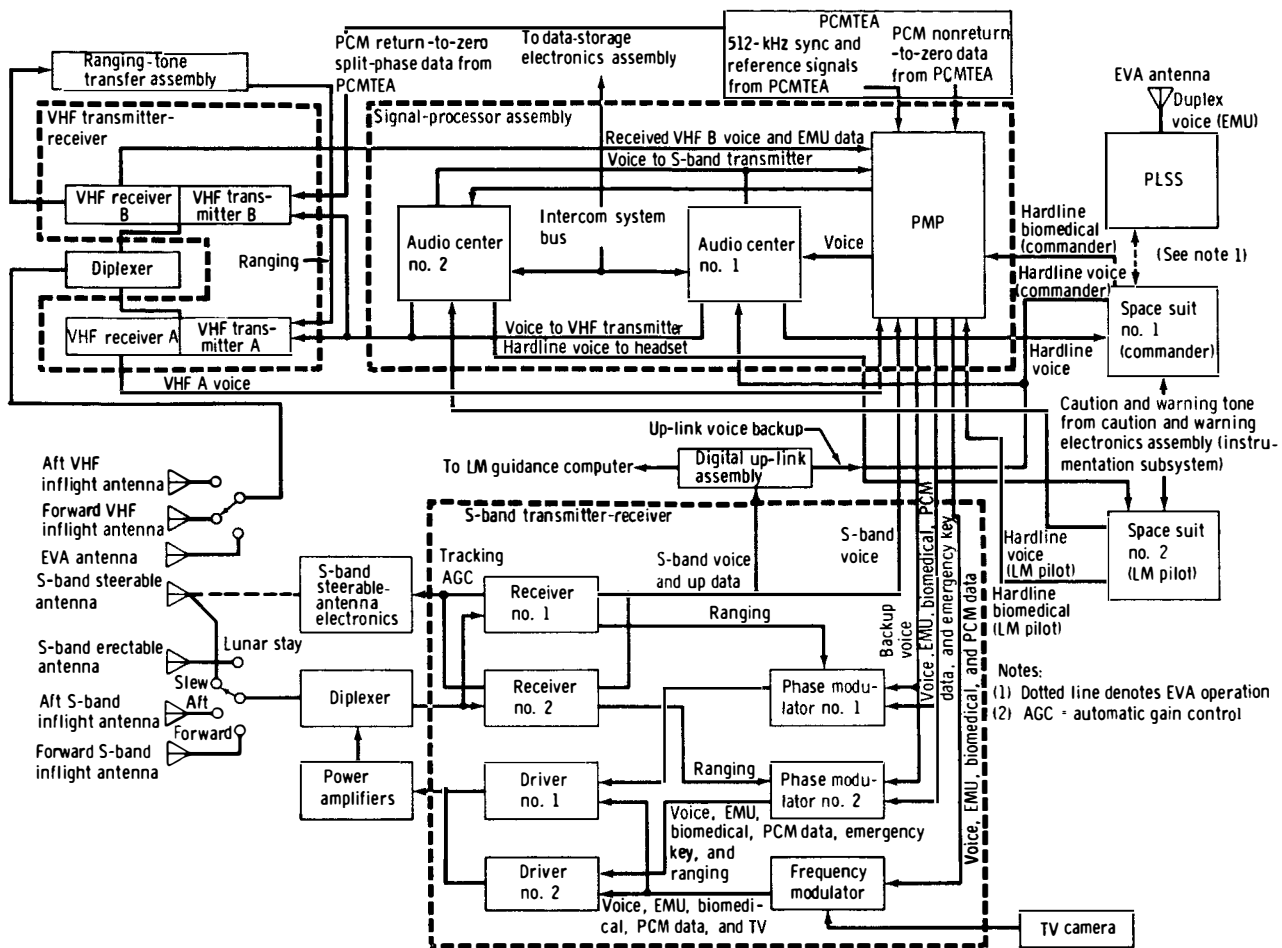 PCM return-to-zero
split-phase data from
PCMTEA
To data-storage
electronics assembly
PCMTEA
512-kHz sync and
reference signals
from PCMTEA
PCM nonreturn
-to-zero data
from PCMTEA
Ranging-tone
transfer assembly
EVA antenna
Duplex
voice (EMU)
VHF transmitter-
receiver
Signal-processor assembly
Received VHF B voice and EMU data
Voice to S-band transmitter
PLSS
VHF receiver
B
VHF trans-
mitter B
PMP
Intercom system
bus
Audio center
no. 2
Audio center
no. 1
Voice
Hardline
biomedical
(commander)
(See note 1)
Hardline voice
(commander)
Diplexer
Ranging
VHF receiver A
VHF trans-
mitter A
Voice to VHF transmitter
Hardline voice to headset
Space suit
no. 1
(commander)
Hardline
voice
VHF A voice
Caution and warning tone
from caution and warning
electronics assembly (instru-
mentation subsystem)
Up-link voice backup
To LM guidance computer
Digital up-link
assembly
Aft VHF
inflight antenna
Forward VHF
inflight antenna
EVA antenna
S-band steerable
antenna
S-band transmitter-receiver
S-band voice
and up data
S-band
voice
Space suit
no. 2
(LM pilot)
Hardline
voice
(LM pilot)
Hardline
biomedical
(LM pilot)
Tracking
AGC
S-band
steerable-
antenna
electronics
Receiver
no. 1
Ranging
Backup
voice
Voice, EMU, biomedical, PCM
data, and emergency key
Voice, EMU, biomedical, and PCM data
S-band erectable
antenna
Lunar stay
Slew
Aft
Forward
Aft S-band
inflight antenna
Forward S-band
inflight antenna
Diplexer
Receiver
no. 2
Phase modu-
lator no. 1
Notes:
(1) Dotted line denotes EVA operation
(2) AGC = automatic gain control
Power
amplifiers
Driver
no. 1
Ranging
Phase modu-
lator no. 2
Voice, EMU,
biomedical, PCM data, emergency
key, and
ranging
Driver
no. 2
Frequency
modulator
Voice, EMU, biomedi-
cal, PCM data, and TV
TV camera